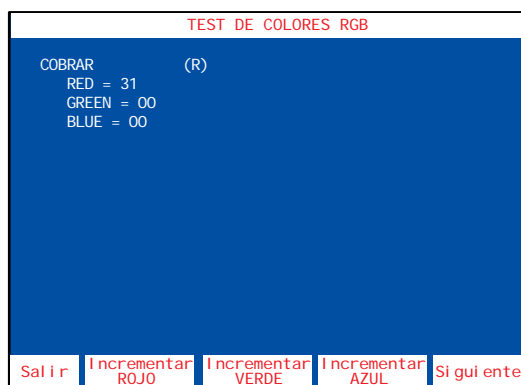 TEST DE COLORES RGB
COBRAR (R)
RED = 31
GREEN = 00
BLUE = 00
Salir
Incrementar
ROJO
Incrementar
VERDE
Incrementar
AZUL
Siguiente